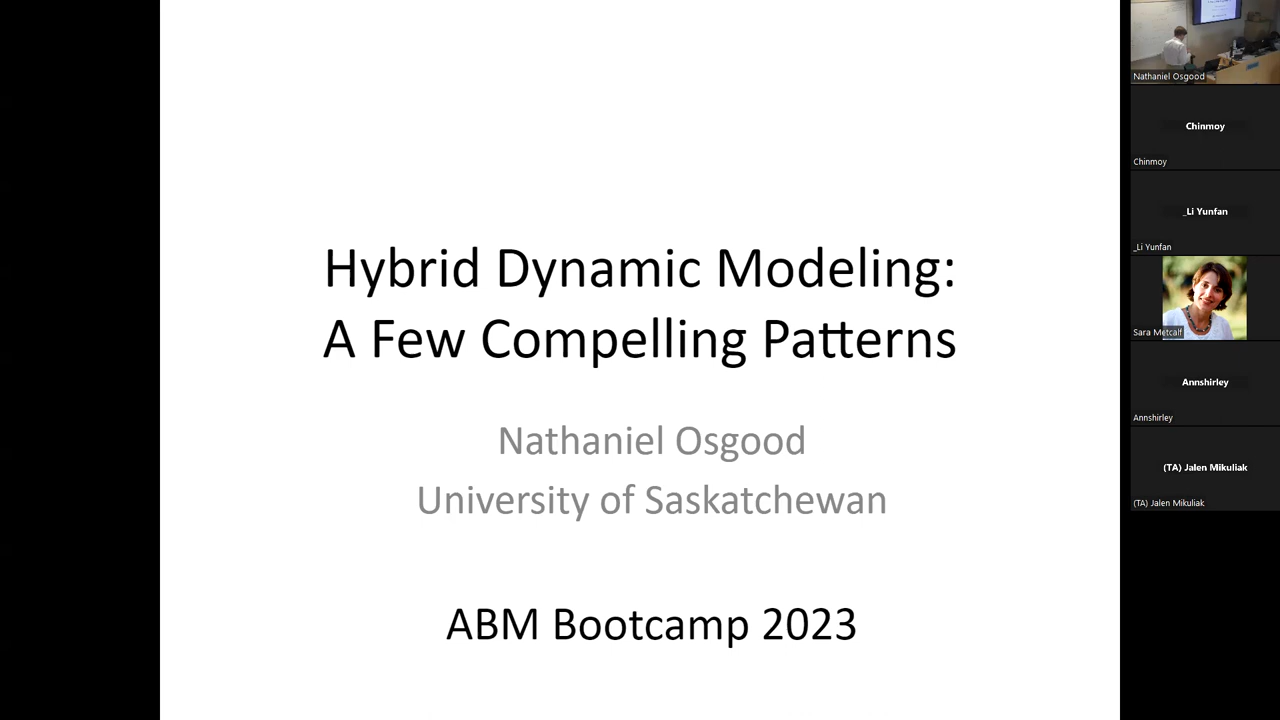 Hybrid Dynamic Modeling:
A Few Compelling Patterns
Nathaniel Osgood
University of Saskatchewan
ABM Bootcamp 2023
Nathaniel Osgood
Chinmoy
Chinmoy
_Li Yunfan
_Li Yunfan
Sara Metcalf
Annshirley
Annshirley
(TA) Jalen Mikuliak
(TA) Jalen Mikuliak